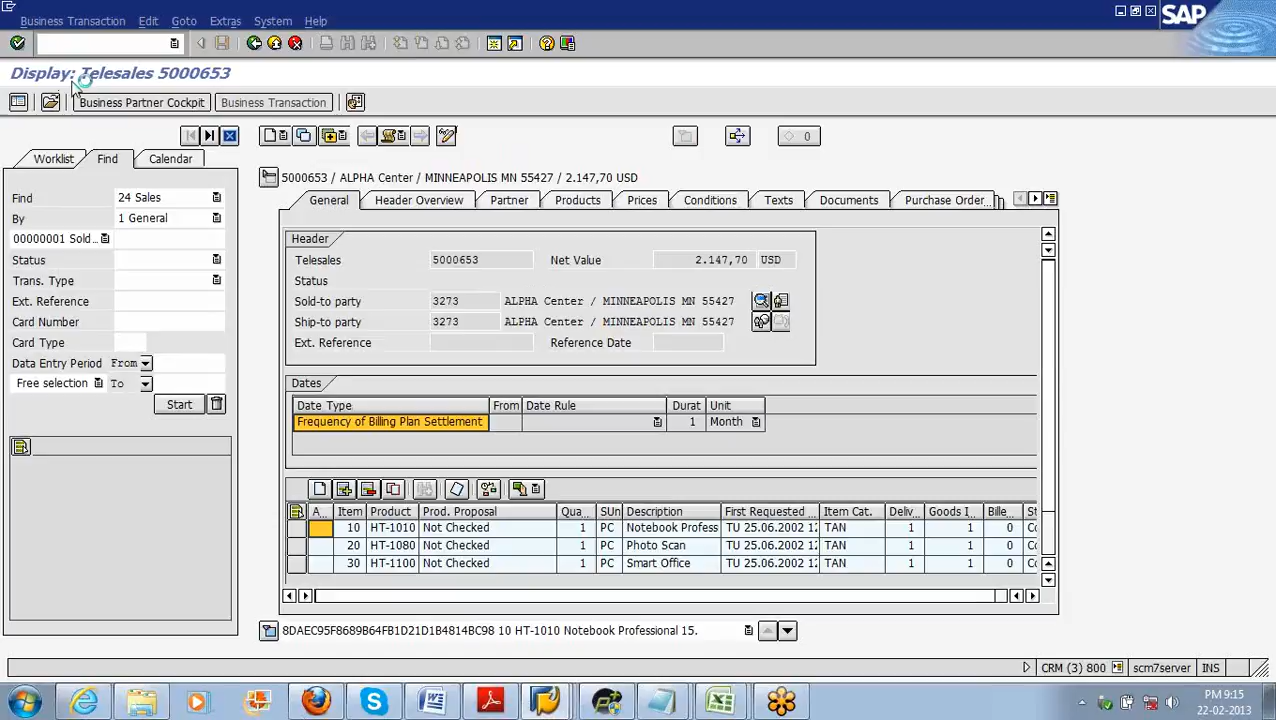 Business Transaction Edit Goto Extras System Help
SAP
Display: Telesales 5000653
Business Partner Cockpit Business Transaction
0
Worklist Find Calendar
Find 24 Sales
By 1 General
00000001 Sold...
Status
Trans. Type
Ext. Reference
Card Number
Card Type
Data Entry Period From
Free selection To
Start
5000653 / ALPHA Center / MINNEAPOLIS MN 55427 / 2.147,70 USD
General Header Overview Partner Products Prices Conditions Texts Documents Purchase Order...
Header
Telesales 5000653 Net Value 2.147,70 USD
Status
Sold-to party 3273 ALPHA Center / MINNEAPOLIS MN 55427
Ship-to party 3273 ALPHA Center / MINNEAPOLIS MN 55427
Ext. Reference Reference Date
Dates
Date Type From Date Rule Durat Unit
Frequency of Billing Plan Settlement 1 Month
A... Item Product Prod. Proposal Qua... SUn Description First Requested ... Item Cat. Deliv Goods I... Bille... St
10 HT-1010 Not Checked 1 PC Notebook Profess TU 25.06.2002 12 TAN 1 1 0 Cc
20 HT-1080 Not Checked 1 PC Photo Scan TU 25.06.2002 12 TAN 1 1 0 Cc
30 HT-1100 Not Checked 1 PC Smart Office TU 25.06.2002 12 TAN 1 1 0 Cc
8DAEC95F8689B64FB1D21D1B4814BC98 10 HT-1010 Notebook Professional 15.
CRM (3) 800 scm7server INS
PM 9:15
22-02-2013